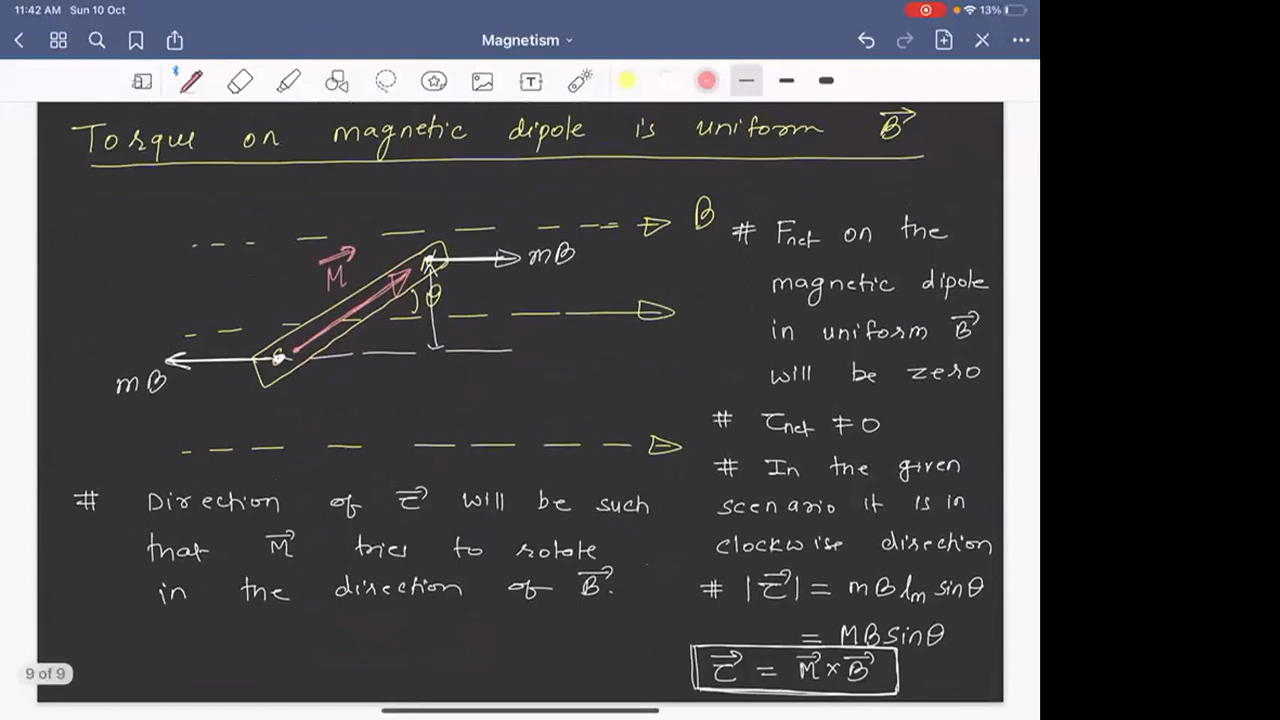 11:42 AM Sun 10 Oct
13%
Magnetism
Torque on magnetic dipole is uniform B⃗
B
M⃗
N
mB
θ
S
mB
# Fnet on the
magnetic dipole
in uniform B⃗
will be zero
# τnet ≠ 0
# In the given
scenario it is in
clockwise direction
# |τ⃗| = mBlm sinθ
= MBsinθ
τ⃗ = M⃗ × B⃗
# Direction of τ⃗ will be such
that M⃗ tries to rotate
in the direction of B⃗.
9 of 9